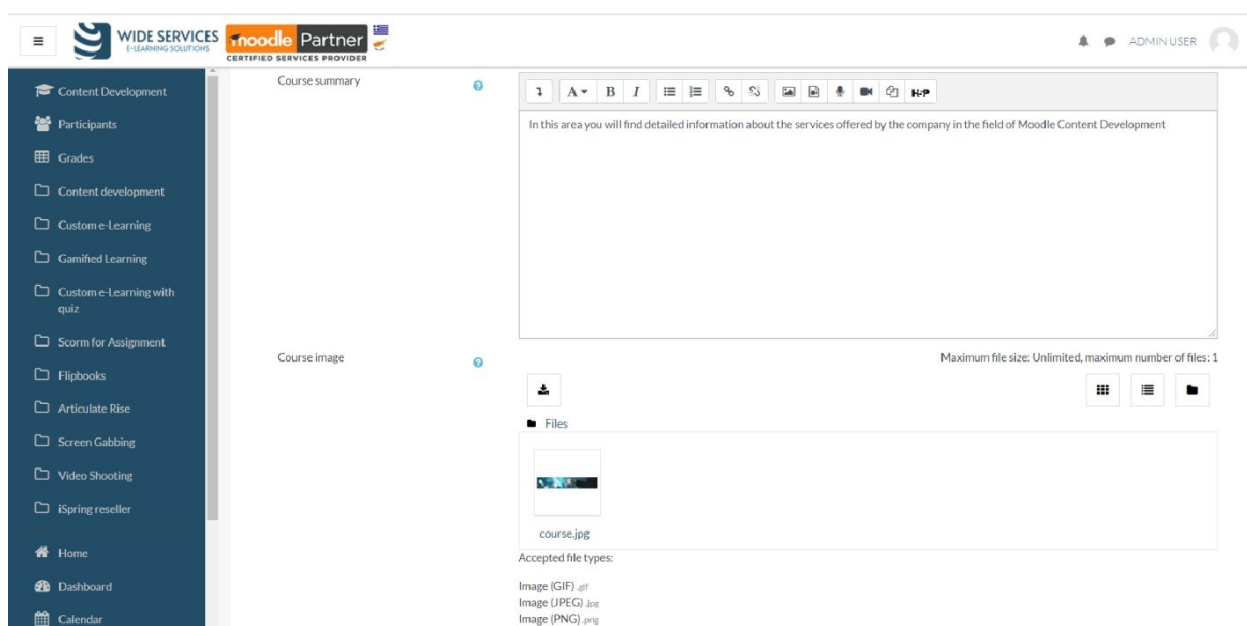 WIDE SERVICES
E-LEARNING SOLUTIONS
moodle Partner
CERTIFIED SERVICES PROVIDER
ADMIN USER
Content Development
Participants
Grades
Content development
Custom e-Learning
Gamified Learning
Custom e-Learning with
quiz
Scorm for Assignment
Flipbooks
Articulate Rise
Screen Gabbing
Video Shooting
iSpring reseller
Home
Dashboard
Calendar
Course summary
A B I H-P
In this area you will find detailed information about the services offered by the company in the field of Moodle Content Development
Course image
Maximum file size: Unlimited, maximum number of files: 1
Files
course.jpg
Accepted file types:
Image (GIF) .gif
Image (JPEG) .jpg
Image (PNG) .png